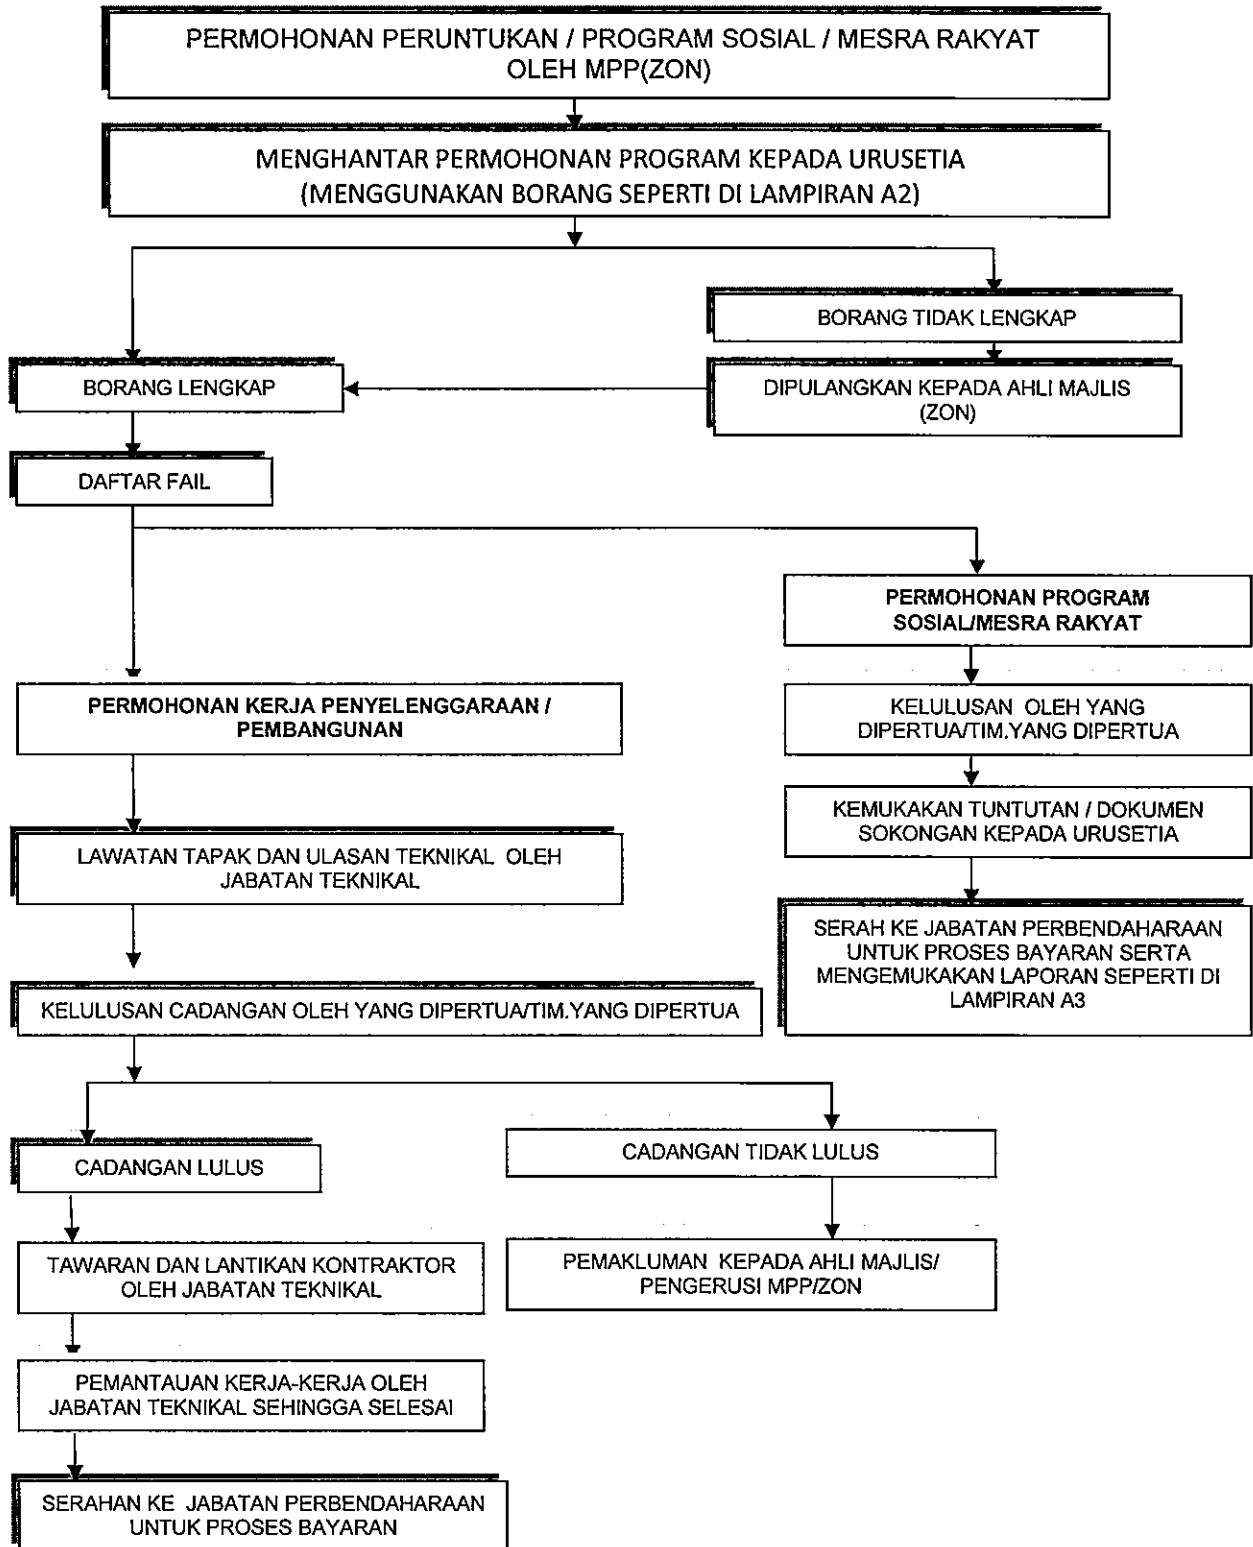 PERMOHONAN PERUNTUKAN / PROGRAM SOSIAL / MESRA RAKYAT
OLEH MPP(ZON)
MENGHANTAR PERMOHONAN PROGRAM KEPADA URUSETIA
(MENGGUNAKAN BORANG SEPERTI DI LAMPIRAN A2)
BORANG TIDAK LENGKAP
BORANG LENGKAP
DIPULANGKAN KEPADA AHLI MAJLIS
(ZON)
DAFTAR FAIL
PERMOHONAN PROGRAM
SOSIAL/MESRA RAKYAT
PERMOHONAN KERJA PENYELENGGARAAN /
PEMBANGUNAN
KELULUSAN OLEH YANG
DIPERTUA/TIM.YANG DIPERTUA
KEMUKAKAN TUNTUTAN / DOKUMEN
SOKONGAN KEPADA URUSETIA
LAWATAN TAPAK DAN ULASAN TEKNIKAL OLEH
JABATAN TEKNIKAL
SERAH KE JABATAN PERBENDAHARAAN
UNTUK PROSES BAYARAN SERTA
MENGEMUKAKAN LAPORAN SEPERTI DI
LAMPIRAN A3
KELULUSAN CADANGAN OLEH YANG DIPERTUA/TIM.YANG DIPERTUA
CADANGAN LULUS
CADANGAN TIDAK LULUS
TAWARAN DAN LANTIKAN KONTRAKTOR
OLEH JABATAN TEKNIKAL
PEMAKLUMAN KEPADA AHLI MAJLIS/
PENGERUSI MPP/ZON
PEMANTAUAN KERJA-KERJA OLEH
JABATAN TEKNIKAL SEHINGGA SELESAI
SERAHAN KE JABATAN PERBENDAHARAAN
UNTUK PROSES BAYARAN